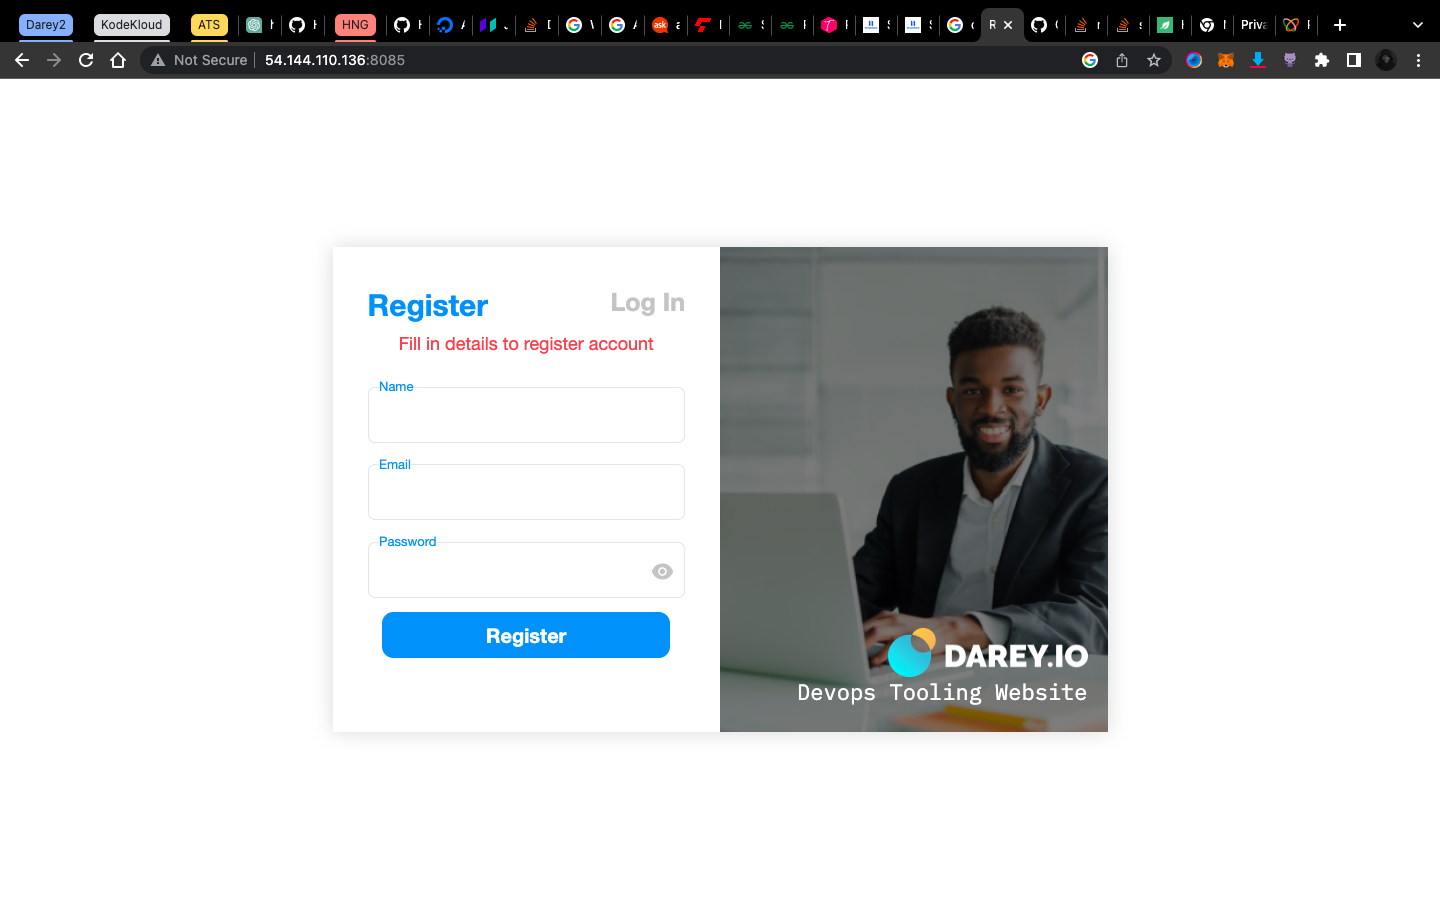 Darey2
KodeKloud
ATS
HNG
Priva
Not Secure
54.144.110.136:8085
Register
Log In
Fill in details to register account
Name
Email
Password
Register
DAREY.IO
Devops Tooling Website